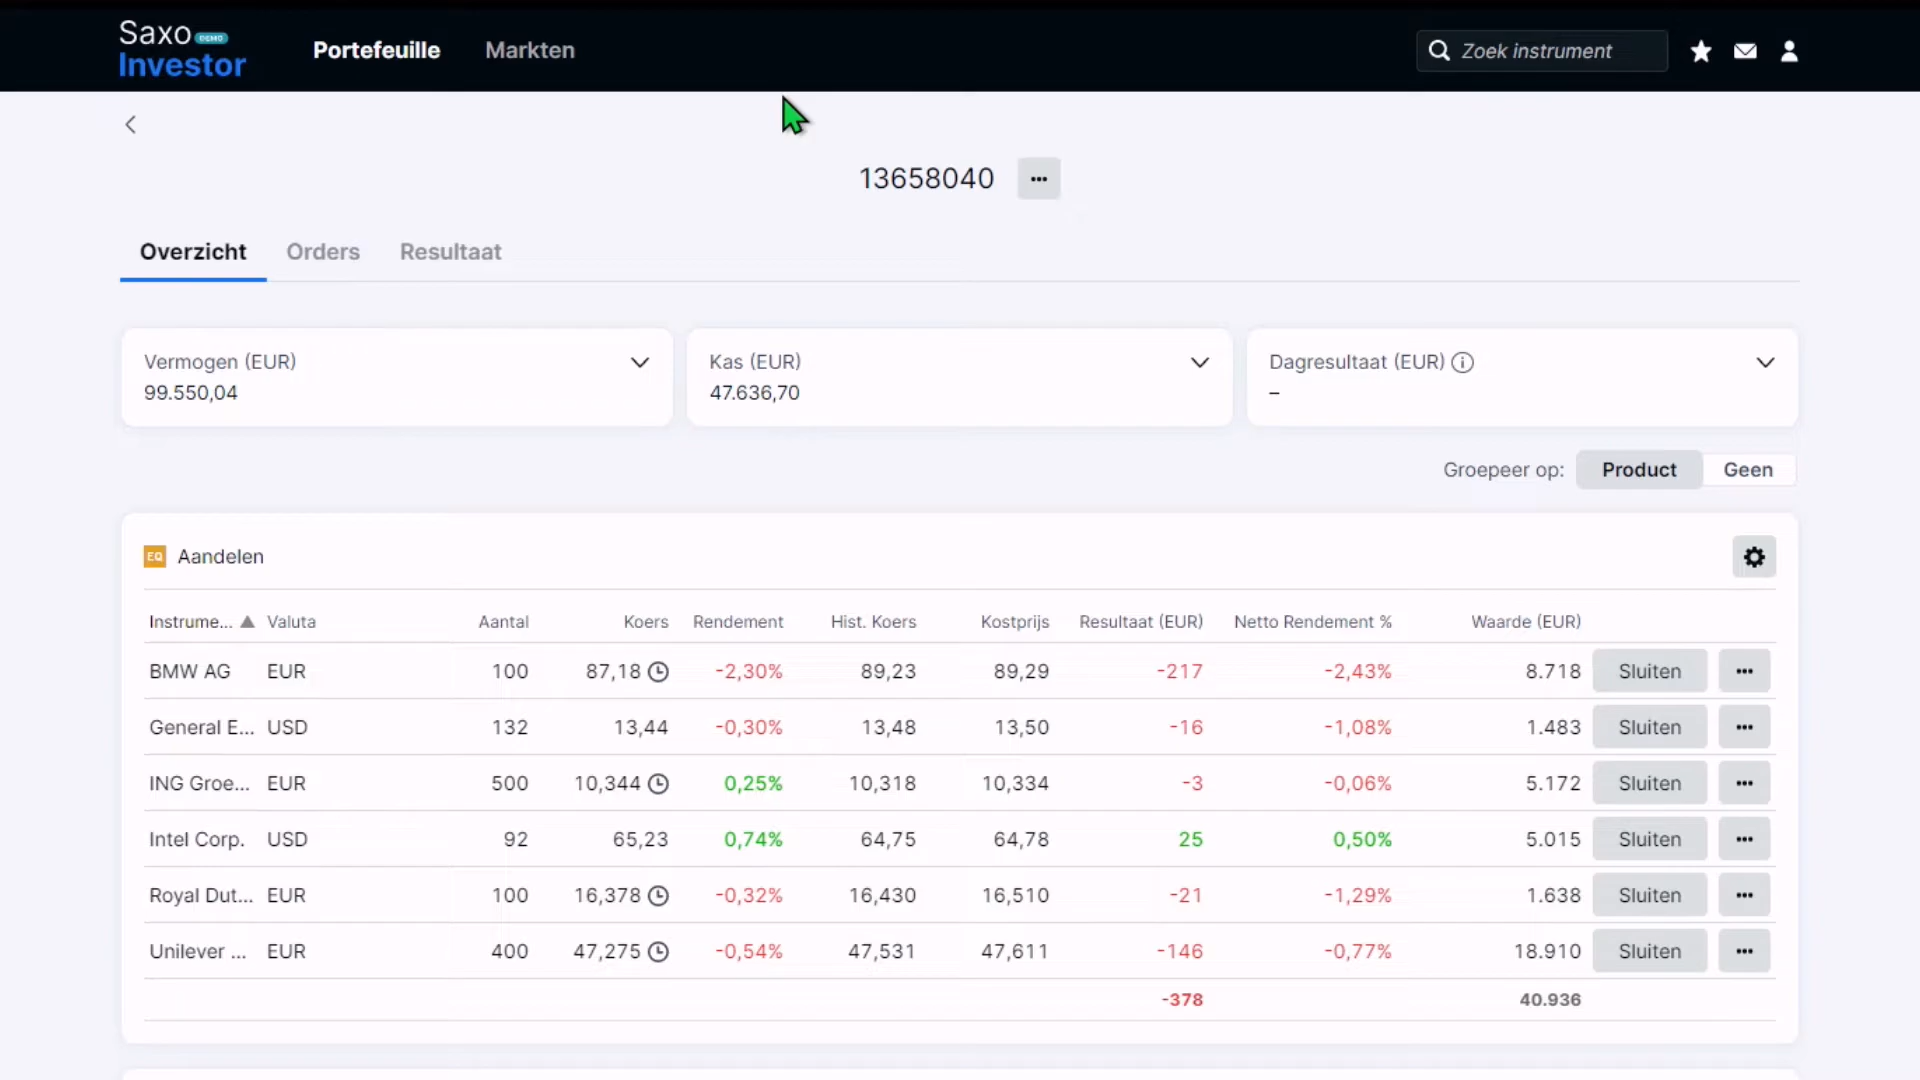 Saxo DEMO
Investor
Portefeuille
Markten
Zoek instrument
13658040
Overzicht
Orders
Resultaat
Vermogen (EUR)
99.550,04
Kas (EUR)
47.636,70
Dagresultaat (EUR)
–
Groepeer op:
Product
Geen
EQ Aandelen
Instrume... Valuta Aantal Koers Rendement Hist. Koers Kostprijs Resultaat (EUR) Netto Rendement % Waarde (EUR)
BMW AG EUR 100 87,18 -2,30% 89,23 89,29 -217 -2,43% 8.718 Sluiten
General E... USD 132 13,44 -0,30% 13,48 13,50 -16 -1,08% 1.483 Sluiten
ING Groe... EUR 500 10,344 0,25% 10,318 10,334 -3 -0,06% 5.172 Sluiten
Intel Corp. USD 92 65,23 0,74% 64,75 64,78 25 0,50% 5.015 Sluiten
Royal Dut... EUR 100 16,378 -0,32% 16,430 16,510 -21 -1,29% 1.638 Sluiten
Unilever ... EUR 400 47,275 -0,54% 47,531 47,611 -146 -0,77% 18.910 Sluiten
-378 40.936